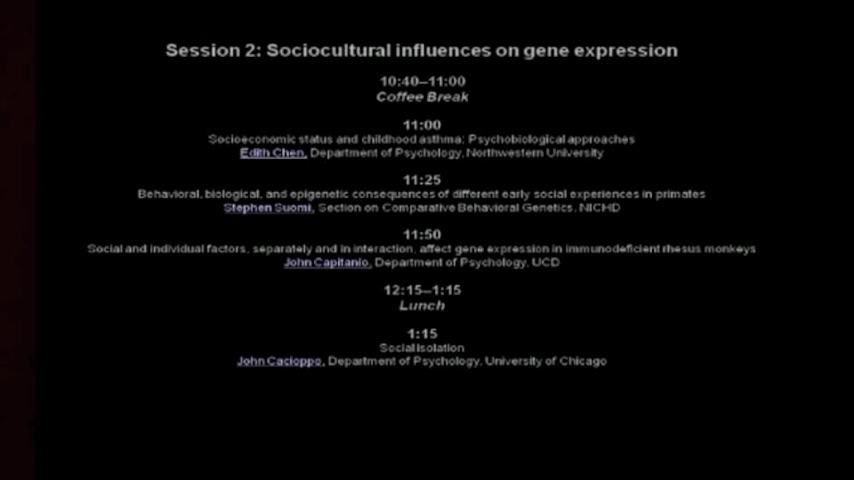 Session 2: Sociocultural influences on gene expression
10:40–11:00
Coffee Break
11:00
Socioeconomic status and childhood asthma: Psychobiological approaches
Edith Chen, Department of Psychology, Northwestern University
11:25
Behavioral, biological, and epigenetic consequences of different early social experiences in primates
Stephen Suomi, Section on Comparative Behavioral Genetics, NICHD
11:50
Social and individual factors, separately and in interaction, affect gene expression in immunodeficient rhesus monkeys
John Capitanio, Department of Psychology, UCD
12:15–1:15
Lunch
1:15
Social isolation
John Cacioppo, Department of Psychology, University of Chicago